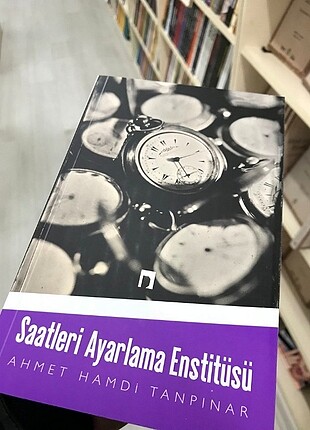 Saatleri Ayarlama Enstitüsü
AHMET HAMDİ TANPINAR